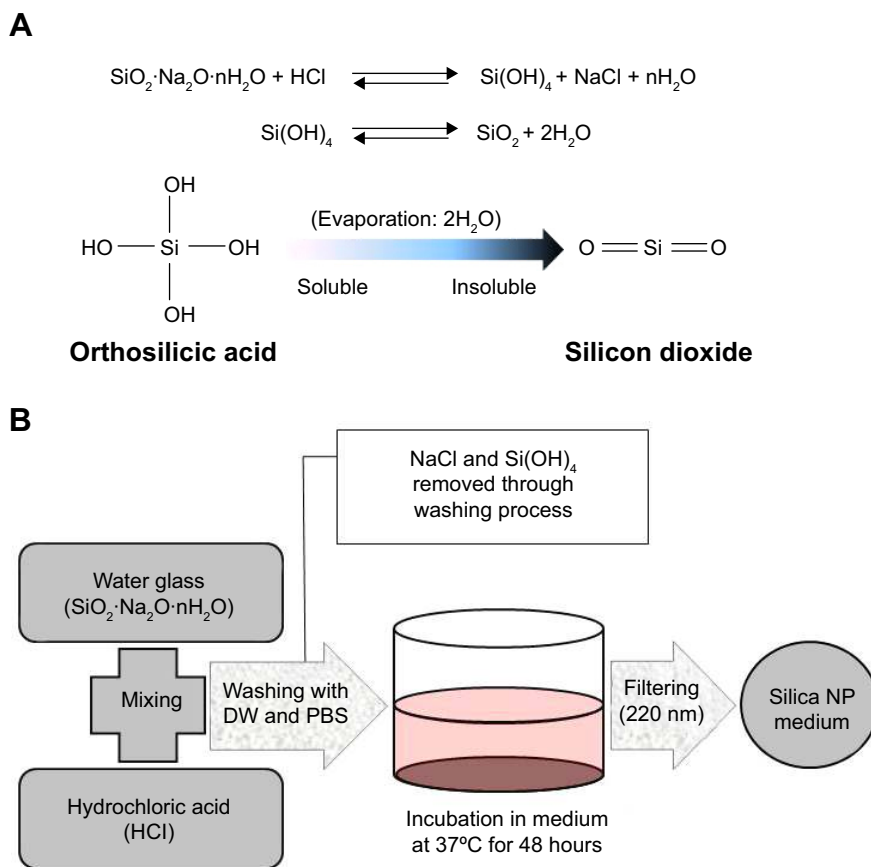 A
SiO₂·Na₂O·nH₂O + HCl ⇌ Si(OH)₄ + NaCl + nH₂O
Si(OH)₄ ⇌ SiO₂ + 2H₂O
OH
HO Si OH
OH
(Evaporation: 2H₂O)
Soluble Insoluble
O Si O
Orthosilicic acid
Silicon dioxide
B
NaCl and Si(OH)₄
removed through
washing process
Water glass
(SiO₂·Na₂O·nH₂O)
Mixing
Hydrochloric acid
(HCl)
Washing with
DW and PBS
Incubation in medium
at 37ºC for 48 hours
Filtering
(220 nm)
Silica NP
medium